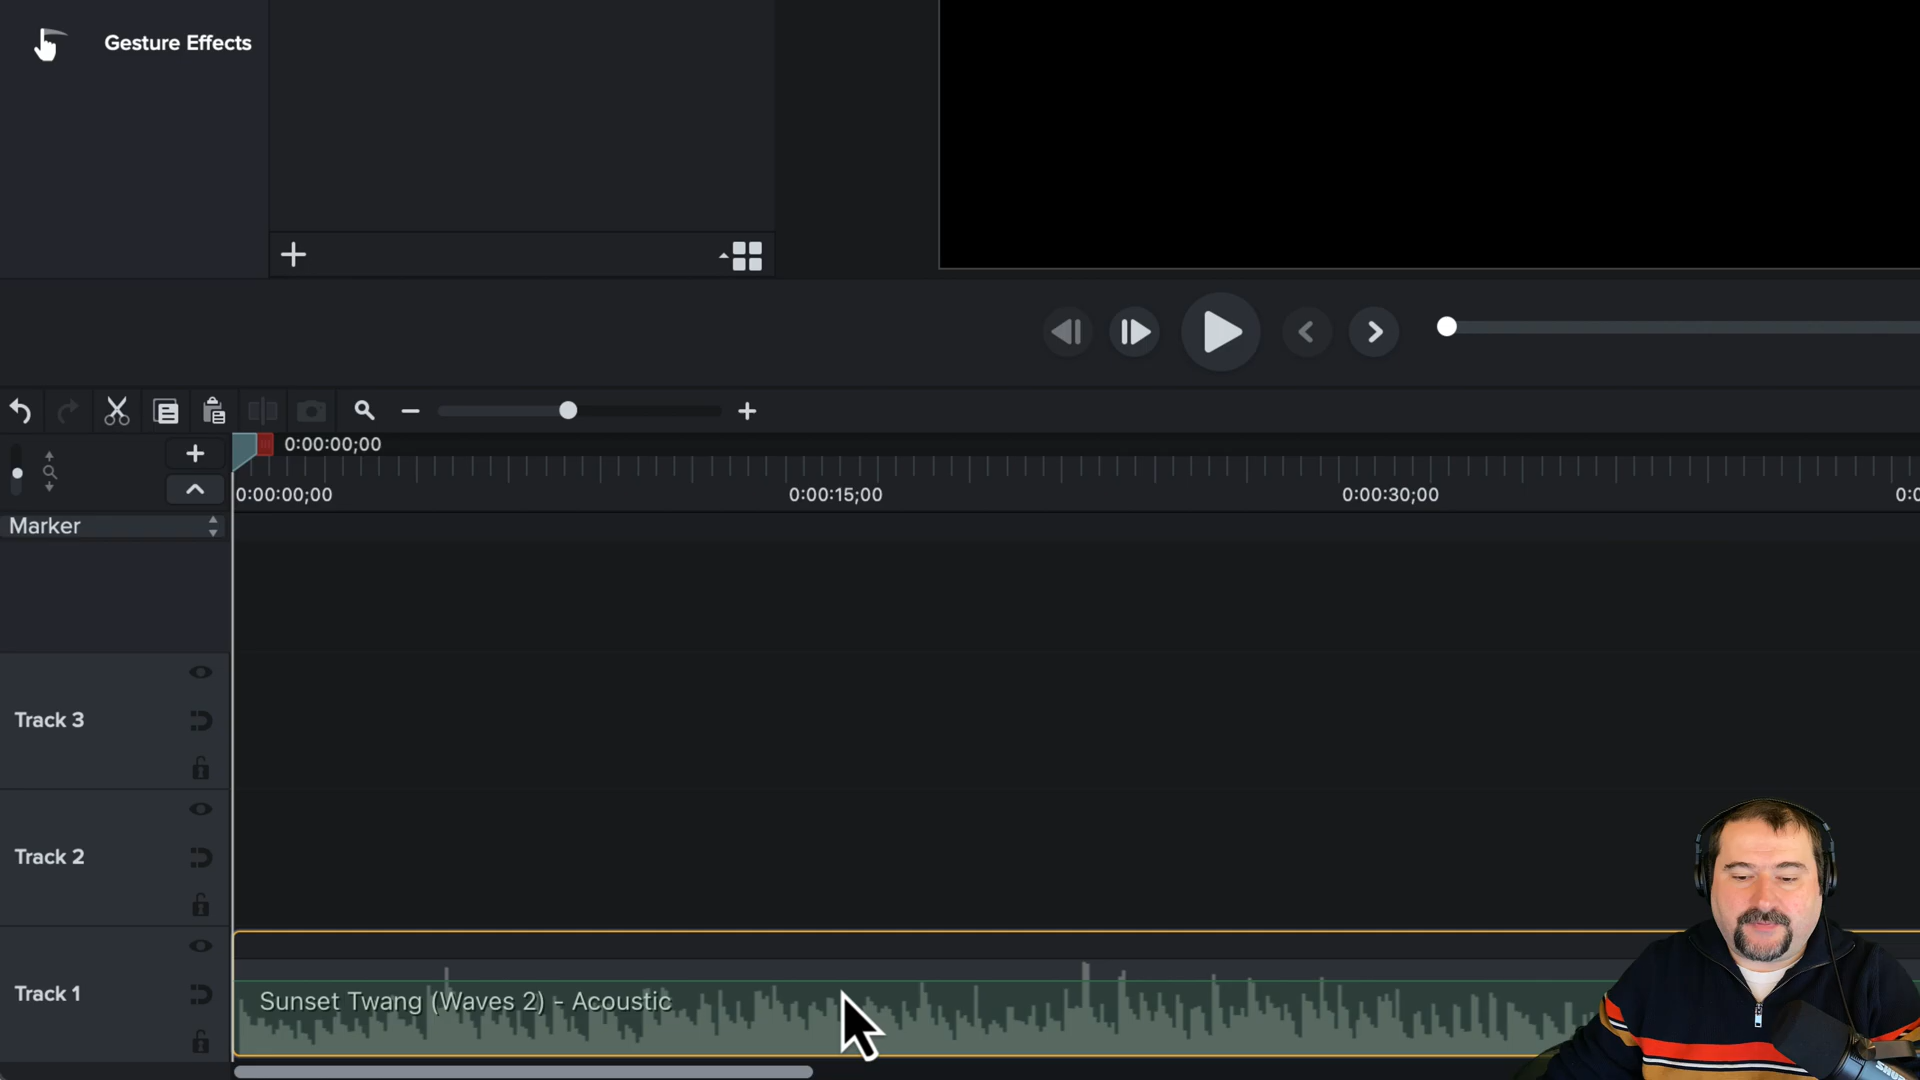 Gesture Effects
0:00:00;00
0:00:00;00
0:00:15;00
0:00:30;00
Marker
Track 3
Track 2
Track 1
Sunset Twang (Waves 2) - Acoustic